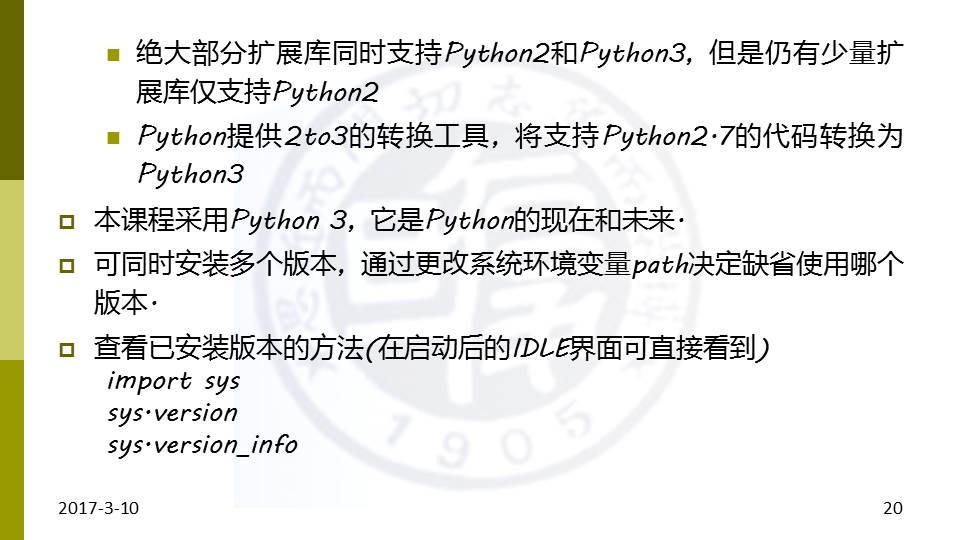 绝大部分扩展库同时支持Python2和Python3，但是仍有少量扩
展库仅支持Python2
Python提供2to3的转换工具，将支持Python2.7的代码转换为
Python3
本课程采用Python 3，它是Python的现在和未来.
可同时安装多个版本，通过更改系统环境变量path决定缺省使用哪个
版本.
查看已安装版本的方法(在启动后的IDLE界面可直接看到)
import sys
sys.version
sys.version_info
1905
2017-3-10
20